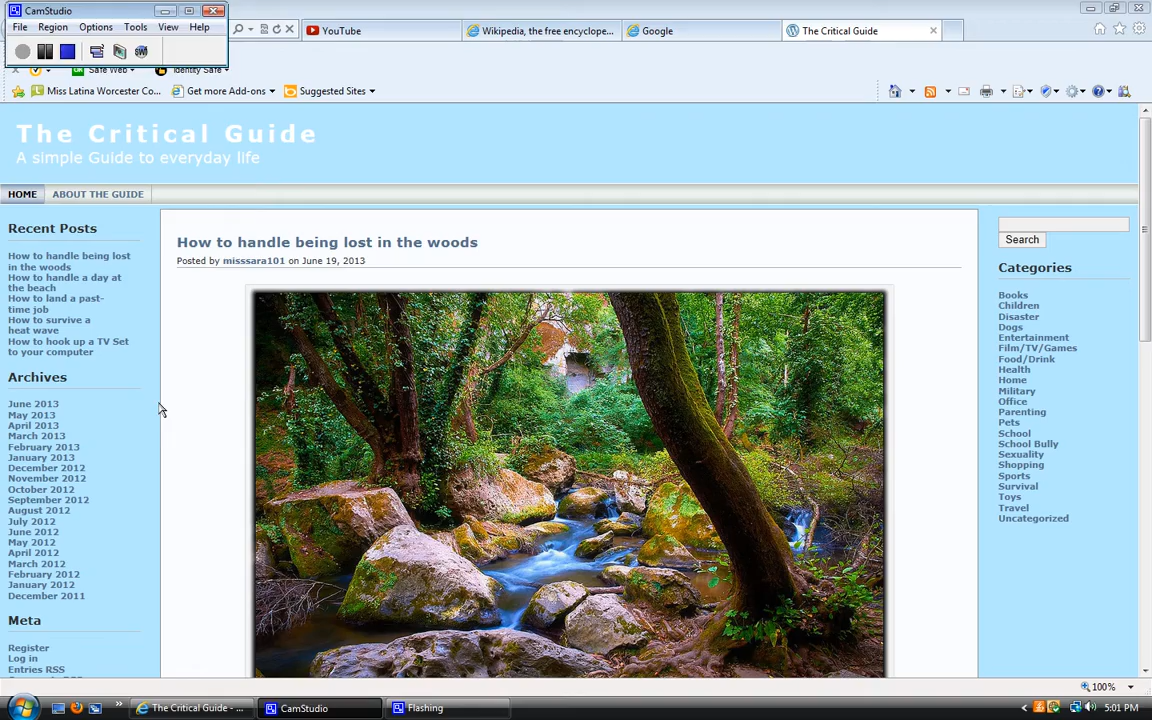 CamStudio
File Region Options Tools View Help
YouTube
Wikipedia, the free encyclope...
Google
The Critical Guide
Safe Web
Identity Safe
Miss Latina Worcester Co...
Get more Add-ons
Suggested Sites
The Critical Guide
A simple Guide to everyday life
HOME
ABOUT THE GUIDE
Recent Posts
How to handle being lost
in the woods
How to handle a day at
the beach
How to land a past-
time job
How to survive a
heat wave
How to hook up a TV Set
to your computer
Archives
June 2013
May 2013
April 2013
March 2013
February 2013
January 2013
December 2012
November 2012
October 2012
September 2012
August 2012
July 2012
June 2012
May 2012
April 2012
March 2012
February 2012
January 2012
December 2011
Meta
Register
Log in
Entries RSS
How to handle being lost in the woods
Posted by misssara101 on June 19, 2013
Search
Categories
Books
Children
Disaster
Dogs
Entertainment
Film/TV/Games
Food/Drink
Health
Home
Military
Office
Parenting
Pets
School
School Bully
Sexuality
Shopping
Sports
Survival
Toys
Travel
Uncategorized
100%
The Critical Guide - ...
CamStudio
Flashing
5:01 PM